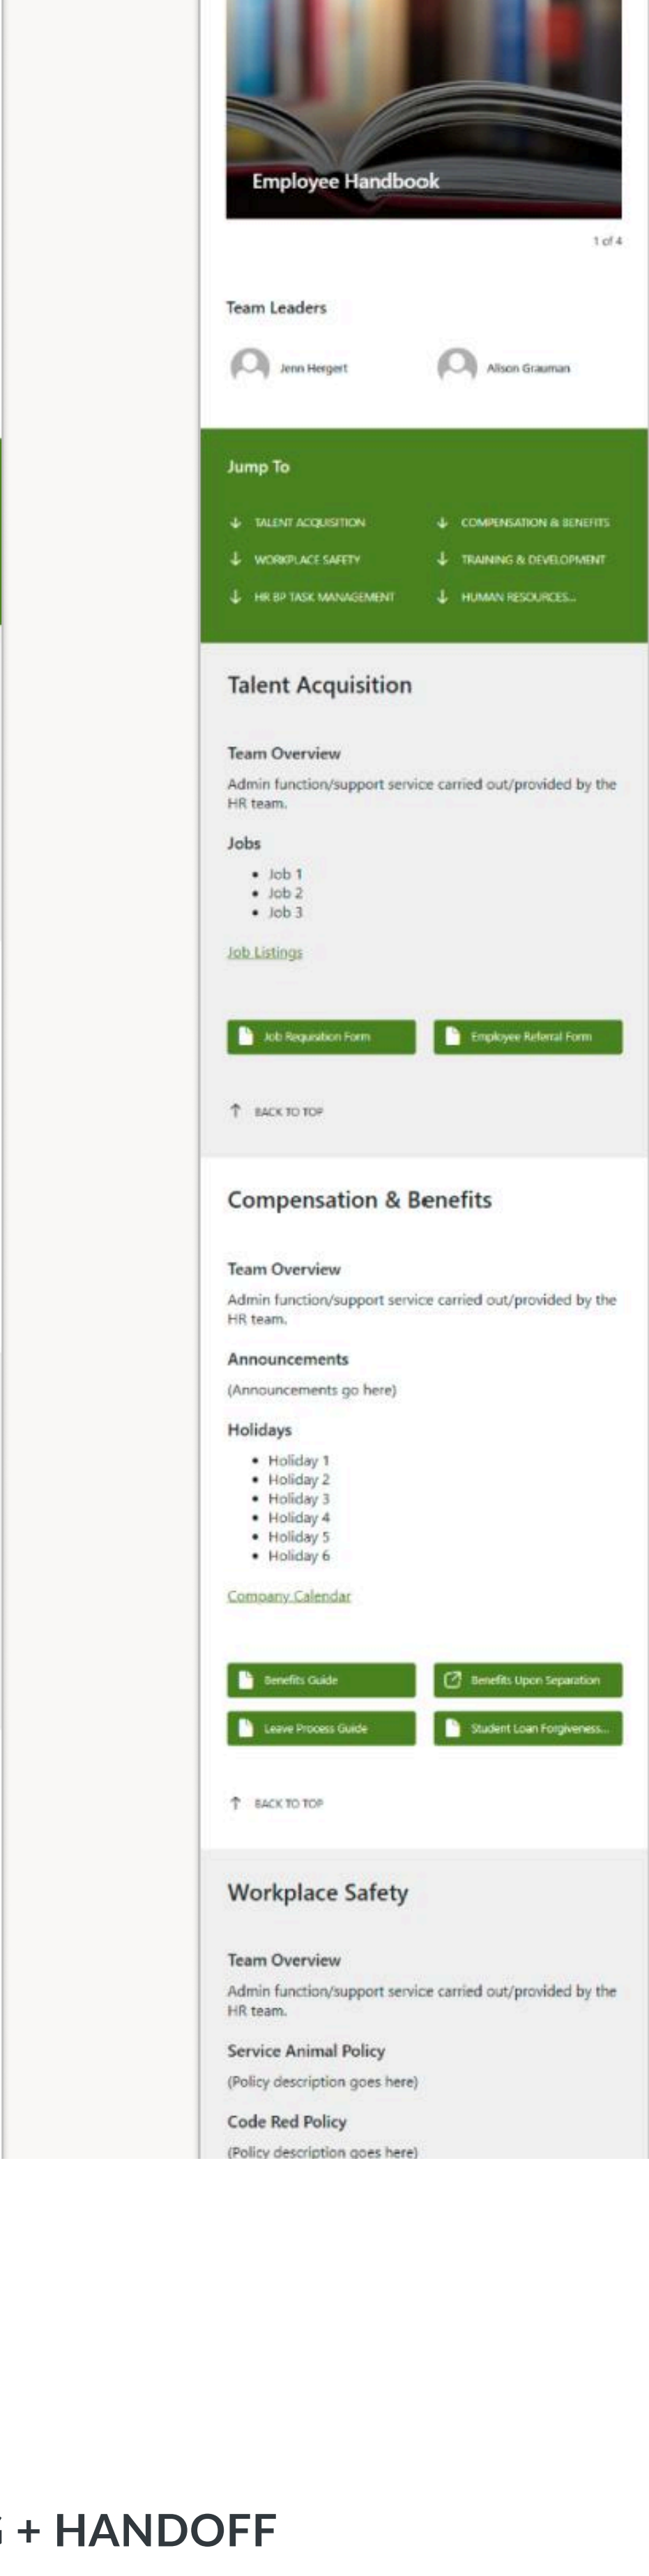 Employee Handbook
1 of 4
Team Leaders
Jenn Hergert
Alison Grauman
Jump To
TALENT ACQUISITION
COMPENSATION & BENEFITS
WORKPLACE SAFETY
TRAINING & DEVELOPMENT
HR BP TASK MANAGEMENT
HUMAN RESOURCES...
Talent Acquisition
Team Overview
Admin function/support service carried out/provided by the
HR team.
Jobs
• Job 1
• Job 2
• Job 3
Job Listings
Job Requisition Form
Employee Referral Form
BACK TO TOP
Compensation & Benefits
Team Overview
Admin function/support service carried out/provided by the
HR team.
Announcements
(Announcements go here)
Holidays
• Holiday 1
• Holiday 2
• Holiday 3
• Holiday 4
• Holiday 5
• Holiday 6
Company Calendar
Benefits Guide
Benefits Upon Separation
Leave Process Guide
Student Loan Forgiveness...
BACK TO TOP
Workplace Safety
Team Overview
Admin function/support service carried out/provided by the
HR team.
Service Animal Policy
(Policy description goes here)
Code Red Policy
(Policy description goes here)
+ HANDOFF